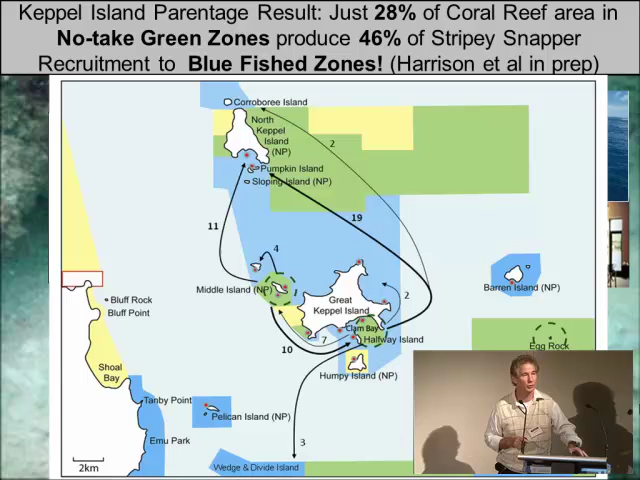 Keppel Island Parentage Result: Just 28% of Coral Reef area in
No-take Green Zones produce 46% of Stripey Snapper
Recruitment to Blue Fished Zones! (Harrison et al in prep)
Corroboree Island
North
Keppel
Island
(NP)
2
Pumpkin Island
Sloping Island (NP)
11
19
4
Middle Island (NP)
Great
Keppel Island
2
Barren Island (NP)
Bluff Rock
Bluff Point
Clam Bay
7
Halfway Island
10
Egg Rock
Shoal
Bay
Humpy Island (NP)
Tanby Point
Pelican Island (NP)
Emu Park
3
2km
Wedge & Divide Island